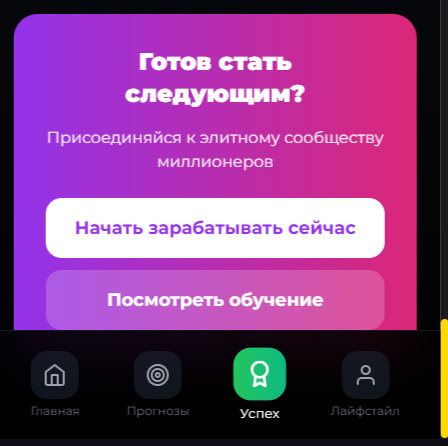 Готов стать
следующим?
Присоединяйся к элитному сообществу
миллионеров
Начать зарабатывать сейчас
Посмотреть обучение
Главная
Прогнозы
Успех
Лайфстайл